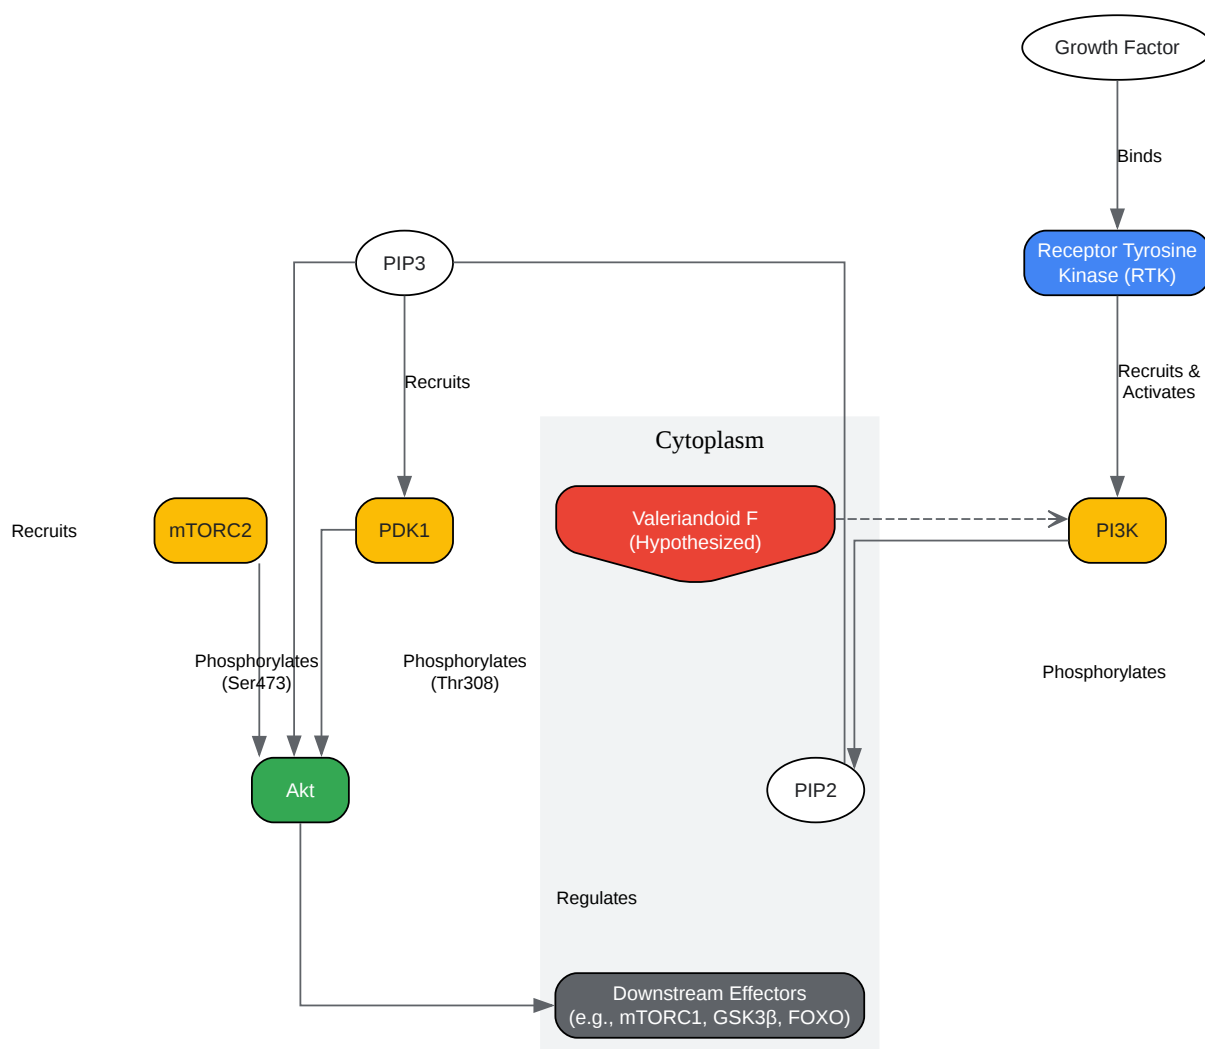 Growth Factor
Binds
PIP3
Receptor Tyrosine
Kinase (RTK)
Recruits
Recruits &
Activates
Cytoplasm
Recruits
mTORC2
PDK1
Valeriandoid F
(Hypothesized)
PI3K
Phosphorylates
(Ser473)
Phosphorylates
(Thr308)
Phosphorylates
Akt
PIP2
Regulates
Downstream Effectors
(e.g., mTORC1, GSK3β, FOXO)